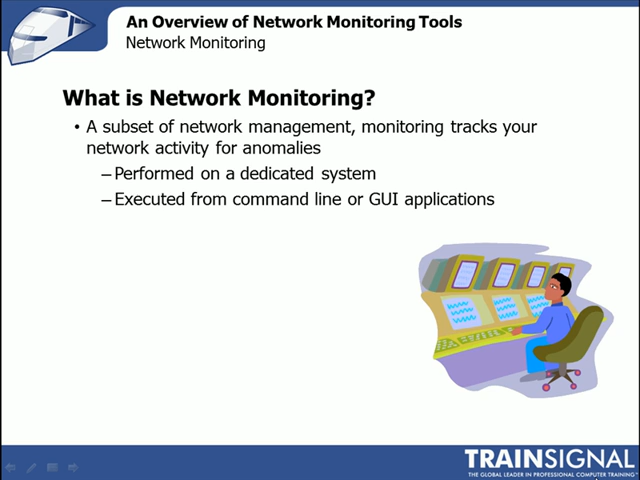 An Overview of Network Monitoring Tools
Network Monitoring
What is Network Monitoring?
• A subset of network management, monitoring tracks your
network activity for anomalies
– Performed on a dedicated system
– Executed from command line or GUI applications
TRAINSIGNAL
THE GLOBAL LEADER IN PROFESSIONAL COMPUTER TRAINING